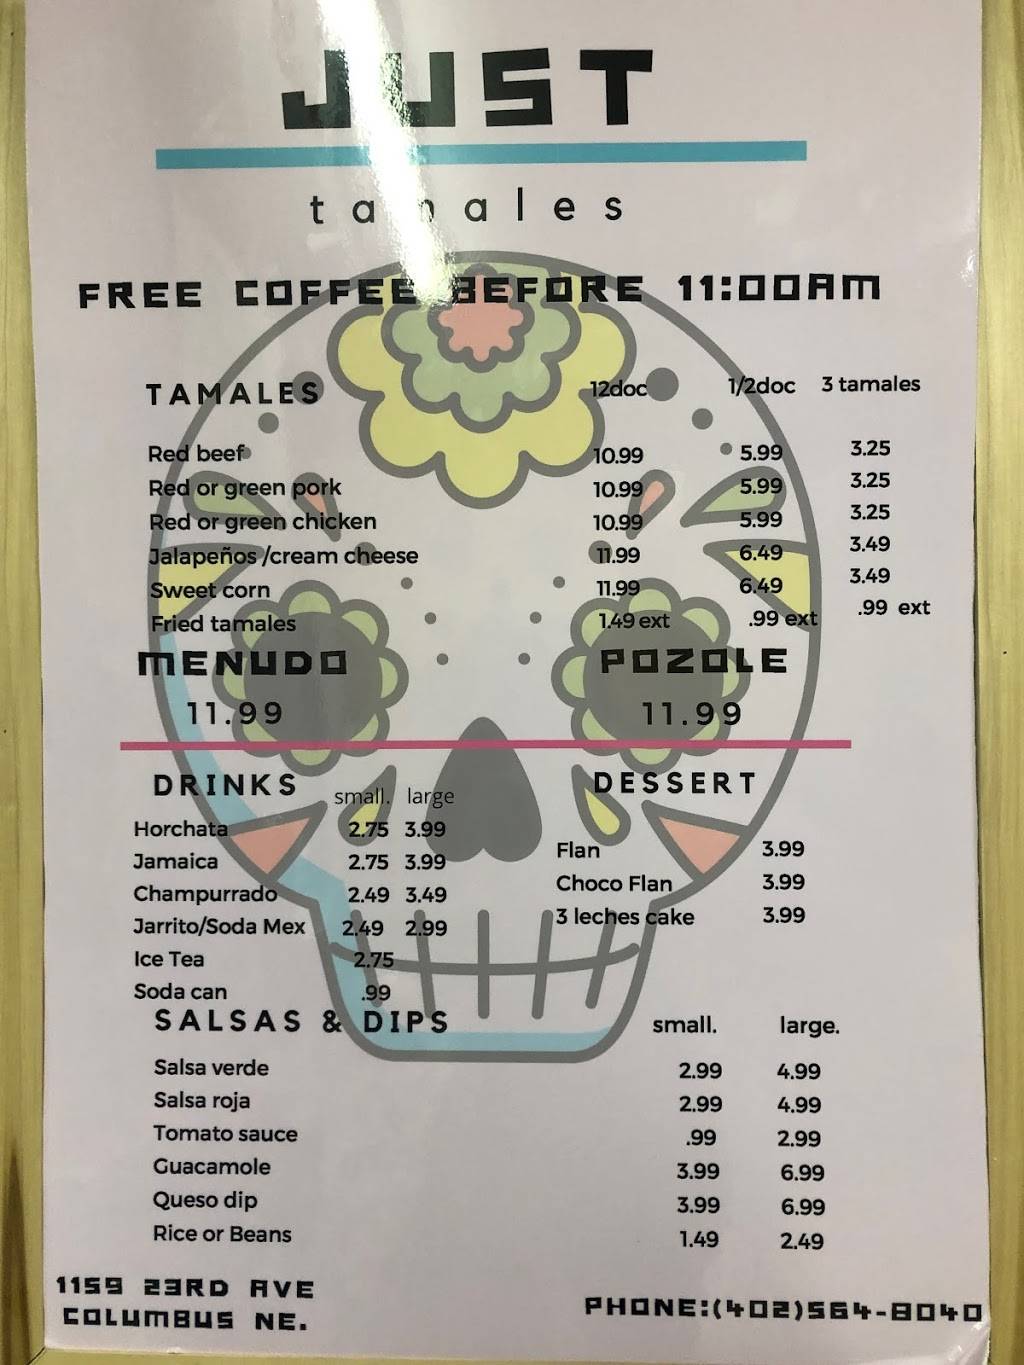 JUST
tamales
FREE COFFEE BEFORE 11:00AM
TAMALES 12doc 1/2doc 3 tamales
Red beef 10.99 5.99 3.25
Red or green pork 10.99 5.99 3.25
Red or green chicken 10.99 5.99 3.25
Jalapeños /cream cheese 11.99 6.49 3.49
Sweet corn 11.99 6.49 3.49
Fried tamales 1.49 ext .99 ext .99 ext
MENUDO POZOLE
11.99 11.99
DRINKS small. large
Horchata 2.75 3.99
Jamaica 2.75 3.99
Champurrado 2.49 3.49
Jarrito/Soda Mex 2.49 2.99
Ice Tea 2.75
Soda can .99
DESSERT
Flan 3.99
Choco Flan 3.99
3 leches cake 3.99
SALSAS & DIPS small. large.
Salsa verde 2.99 4.99
Salsa roja 2.99 4.99
Tomato sauce .99 2.99
Guacamole 3.99 6.99
Queso dip 3.99 6.99
Rice or Beans 1.49 2.49
1159 23RD AVE
COLUMBUS NE.
PHONE:(402)564-8040